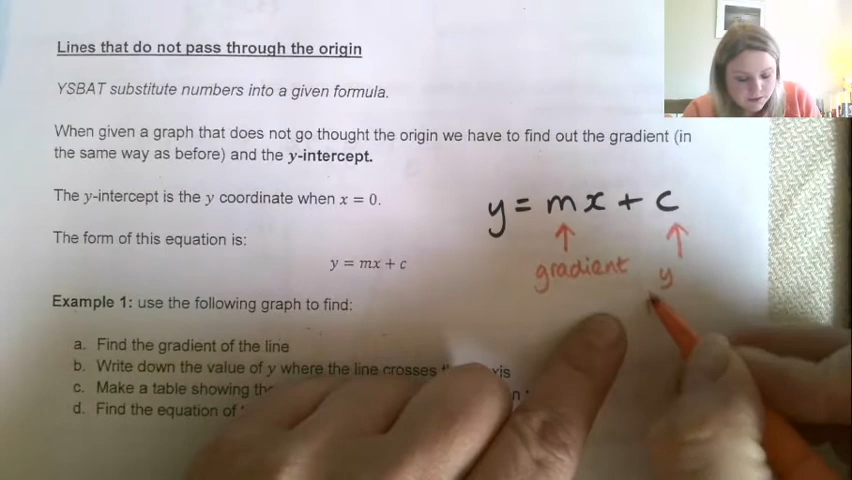 Lines that do not pass through the origin
YSBAT substitute numbers into a given formula.
When given a graph that does not go thought the origin we have to find out the gradient (in
the same way as before) and the y-intercept.
The y-intercept is the y coordinate when x = 0.
The form of this equation is:
y = mx + c
y = mx + c
↑ ↑
gradient y
Example 1: use the following graph to find:
a. Find the gradient of the line
b. Write down the value of y where the line crosses
c. Make a table showing
d. Find the equation of